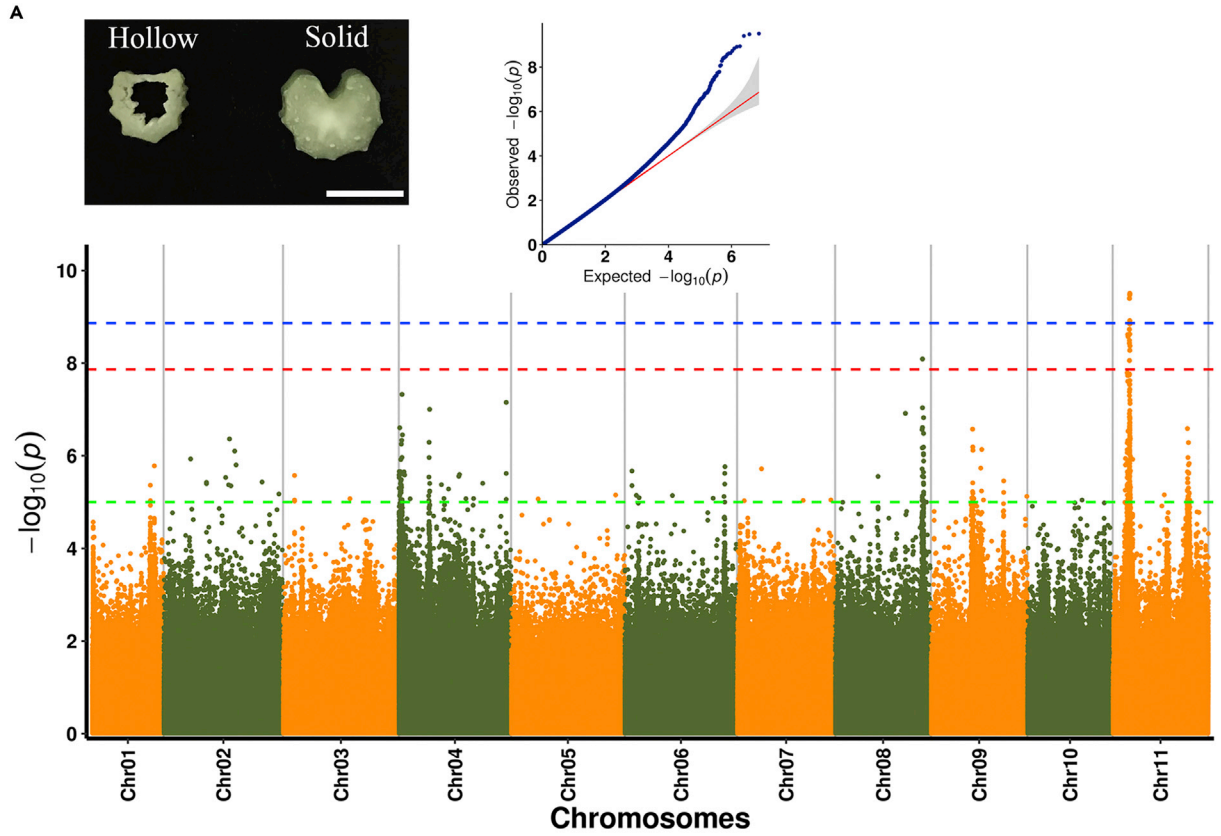 A
Hollow Solid
Observed −log10(p)
8
6
4
2
0
0 2 4 6
Expected −log10(p)
−log10(p)
10
8
6
4
2
0
Chr01 Chr02 Chr03 Chr04 Chr05 Chr06 Chr07 Chr08 Chr09 Chr10 Chr11
Chromosomes